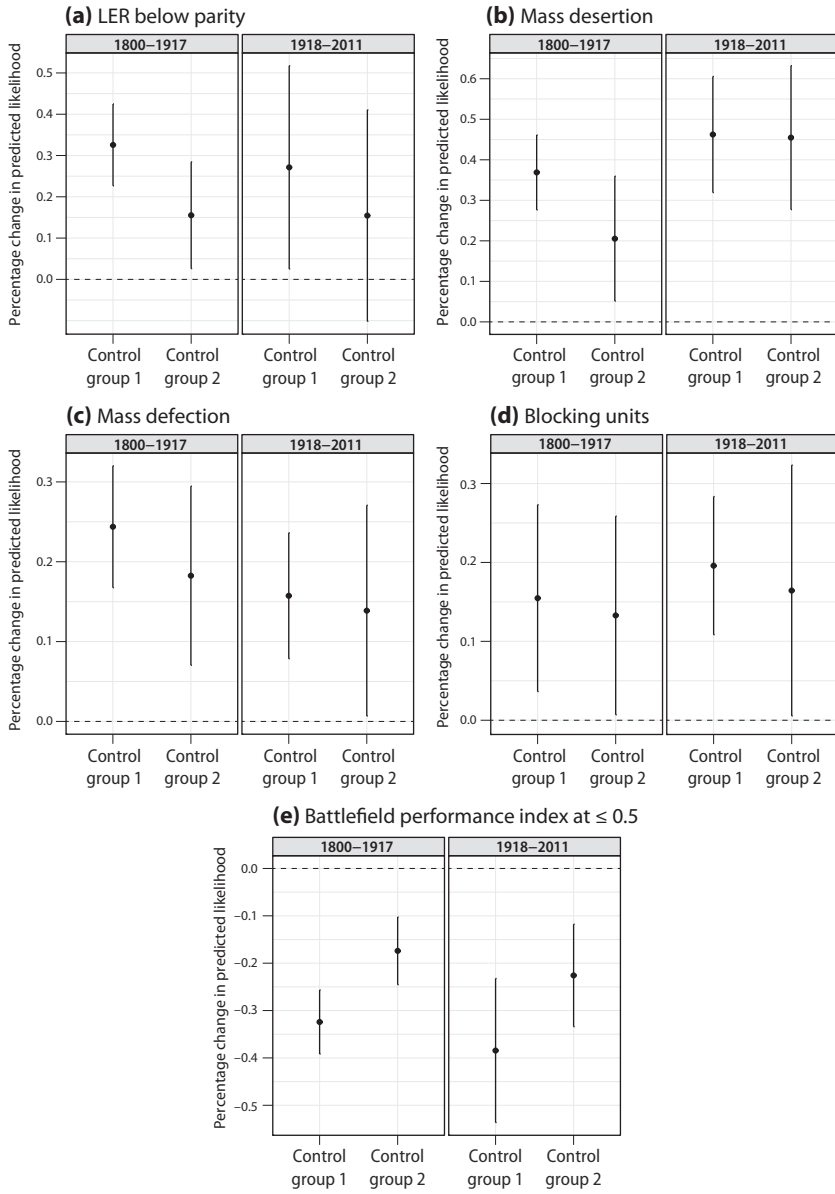 (a) LER below parity
1800–1917 1918–2011
Percentage change in predicted likelihood
0.5
0.4
0.3
0.2
0.1
0.0
Control group 1
Control group 2
Control group 1
Control group 2
(b) Mass desertion
1800–1917 1918–2011
Percentage change in predicted likelihood
0.6
0.5
0.4
0.3
0.2
0.1
0.0
Control group 1
Control group 2
Control group 1
Control group 2
(c) Mass defection
1800–1917 1918–2011
Percentage change in predicted likelihood
0.3
0.2
0.1
0.0
Control group 1
Control group 2
Control group 1
Control group 2
(d) Blocking units
1800–1917 1918–2011
Percentage change in predicted likelihood
0.3
0.2
0.1
0.0
Control group 1
Control group 2
Control group 1
Control group 2
(e) Battlefield performance index at ≤ 0.5
1800–1917 1918–2011
Percentage change in predicted likelihood
0.0
–0.1
–0.2
–0.3
–0.4
–0.5
Control group 1
Control group 2
Control group 1
Control group 2